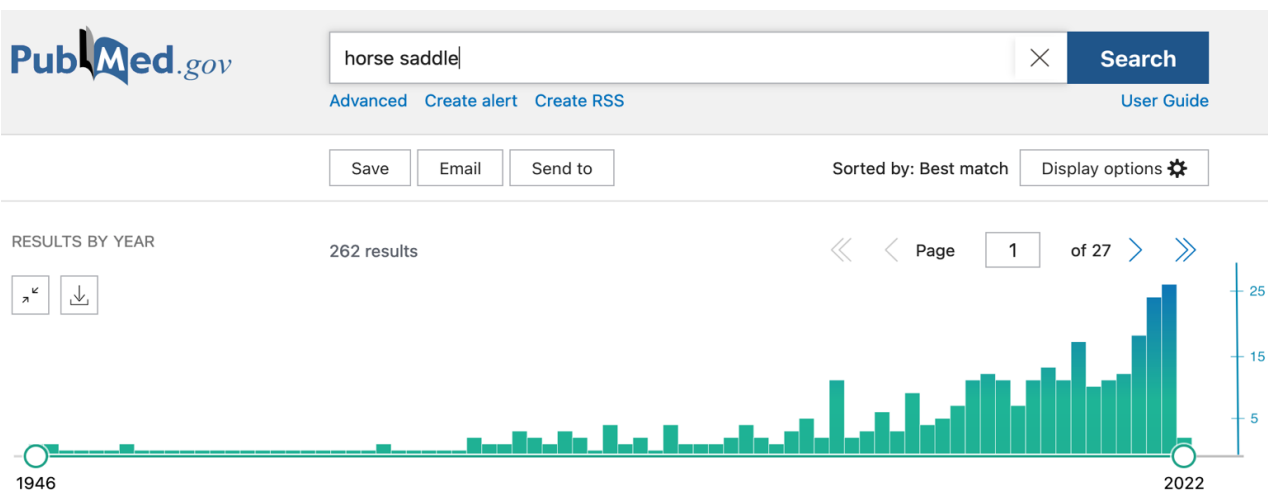 PubMed.gov
horse saddle
Search
Advanced Create alert Create RSS
User Guide
Save Email Send to
Sorted by: Best match Display options
RESULTS BY YEAR
262 results
Page 1 of 27
25
15
5
1946 2022